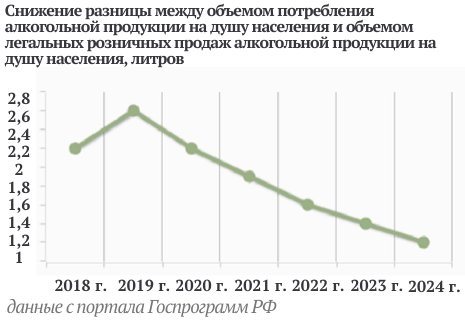 Снижение разницы между объемом потребления
алкогольной продукции на душу населения и объемом
легальных розничных продаж алкогольной продукции на
душу населения, литров
2,8
2,6
2,4
2,2
2
1,8
1,6
1,4
1,2
1
2018 г. 2019 г. 2020 г. 2021 г. 2022 г. 2023 г. 2024 г.
данные с портала Госпрограмм РФ